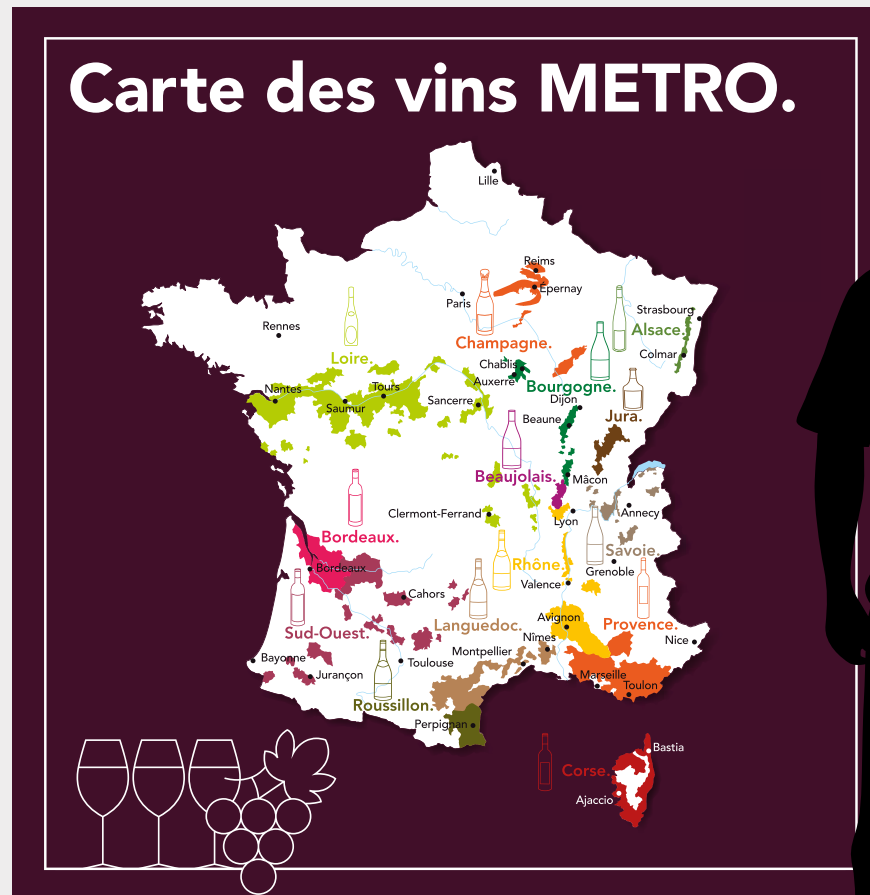 Carte des vins METRO.
Lille
Reims
Épernay
Paris
Strasbourg
Rennes
Champagne.
Alsace.
Loire.
Colmar
Chablis
Auxerre
Bourgogne.
Nantes
Tours
Saumur
Sancerre
Dijon
Beaune
Jura.
Beaujolais.
Mâcon
Clermont-Ferrand
Lyon
Annecy
Bordeaux.
Savoie.
Bordeaux
Rhône.
Grenoble
Valence
Cahors
Sud-Ouest.
Languedoc.
Avignon
Provence.
Nîmes
Nice
Montpellier
Bayonne
Toulouse
Jurançon
Marseille
Toulon
Roussillon.
Perpignan
Bastia
Corse.
Ajaccio